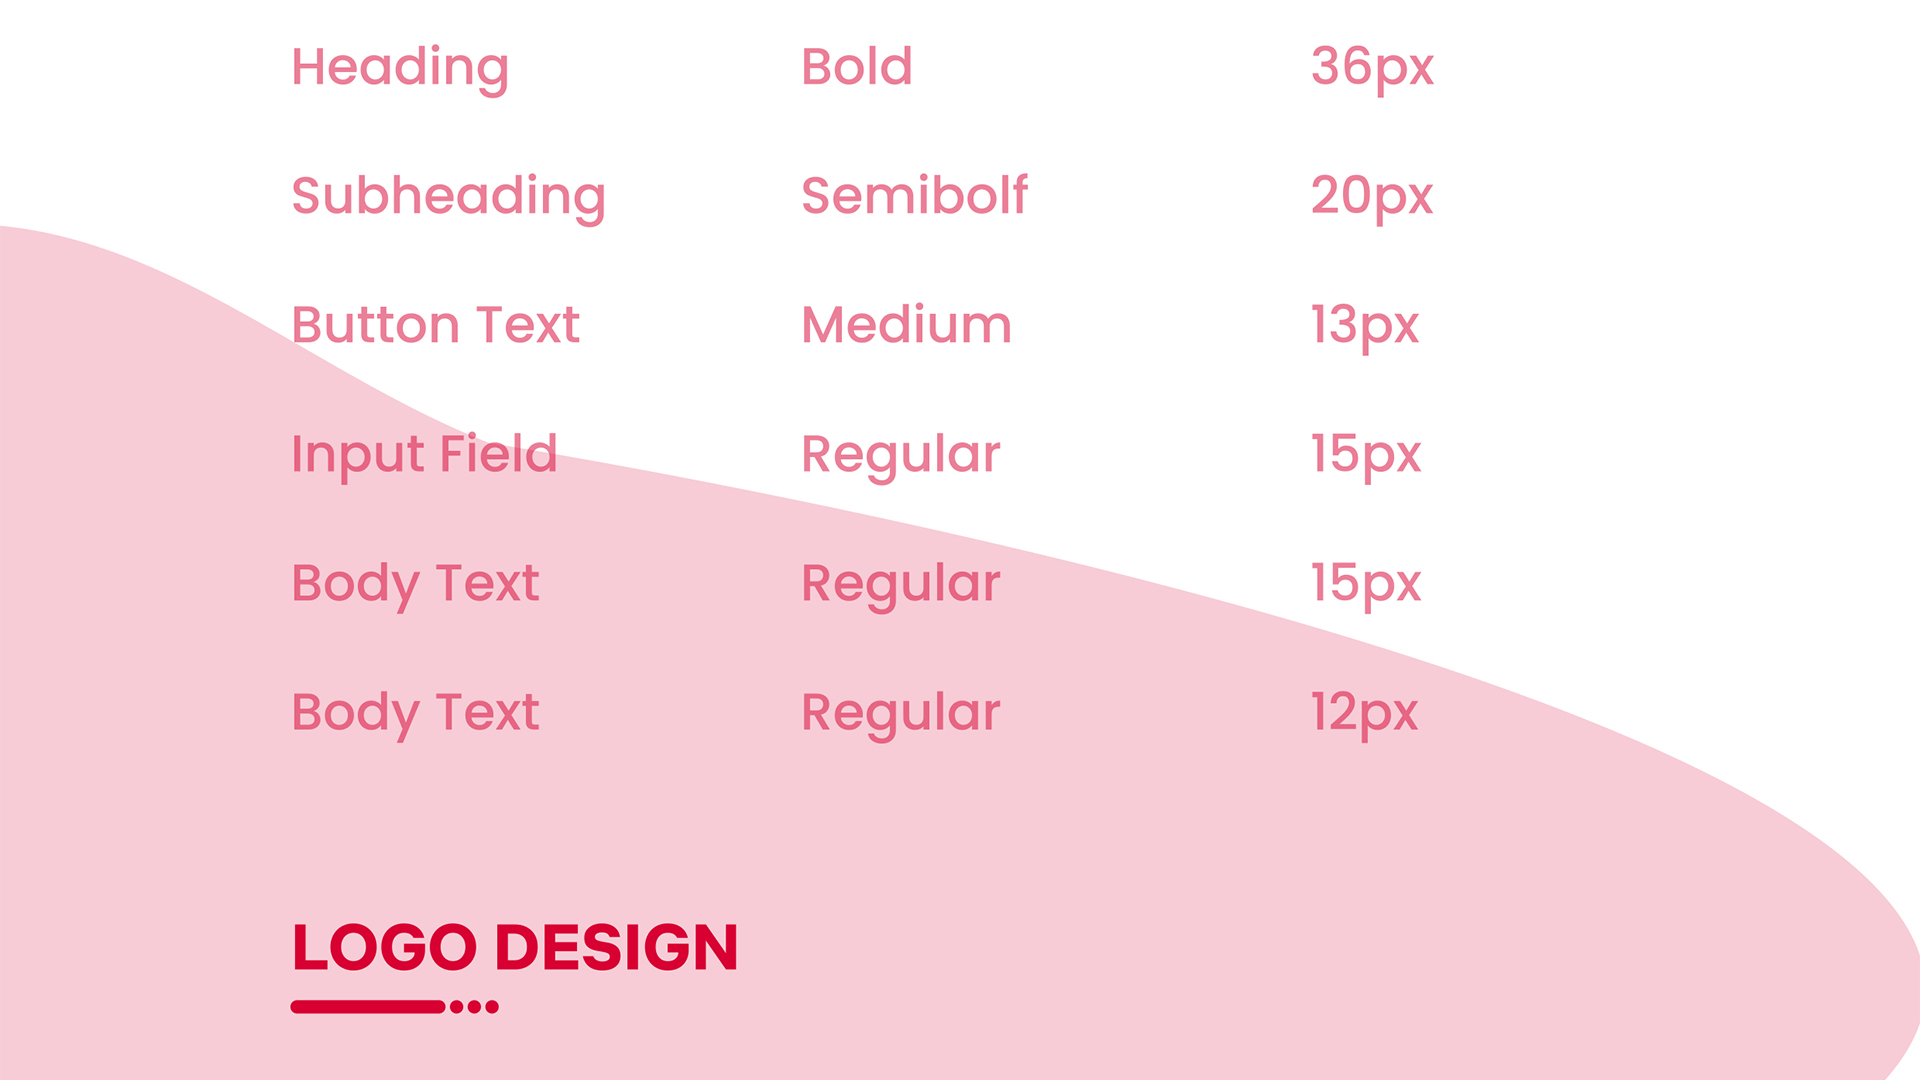 Heading Bold 36px
Subheading Semibolf 20px
Button Text Medium 13px
Input Field Regular 15px
Body Text Regular 15px
Body Text Regular 12px
LOGO DESIGN